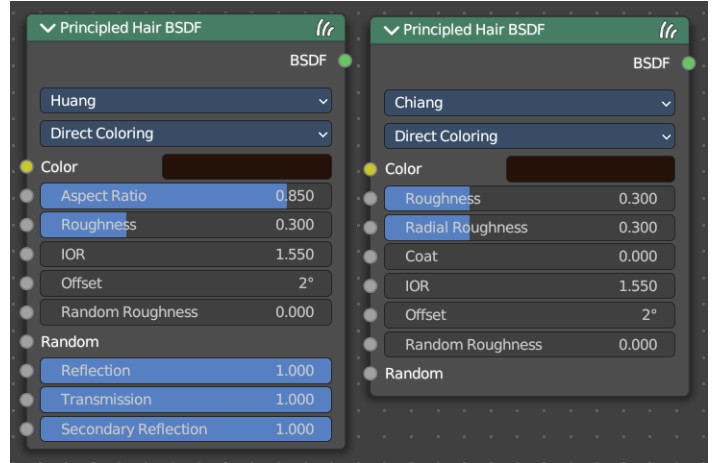 Principled Hair BSDF
BSDF
Huang
Direct Coloring
Color
Aspect Ratio 0.850
Roughness 0.300
IOR 1.550
Offset 2°
Random Roughness 0.000
Random
Reflection 1.000
Transmission 1.000
Secondary Reflection 1.000
Principled Hair BSDF
BSDF
Chiang
Direct Coloring
Color
Roughness 0.300
Radial Roughness 0.300
Coat 0.000
IOR 1.550
Offset 2°
Random Roughness 0.000
Random